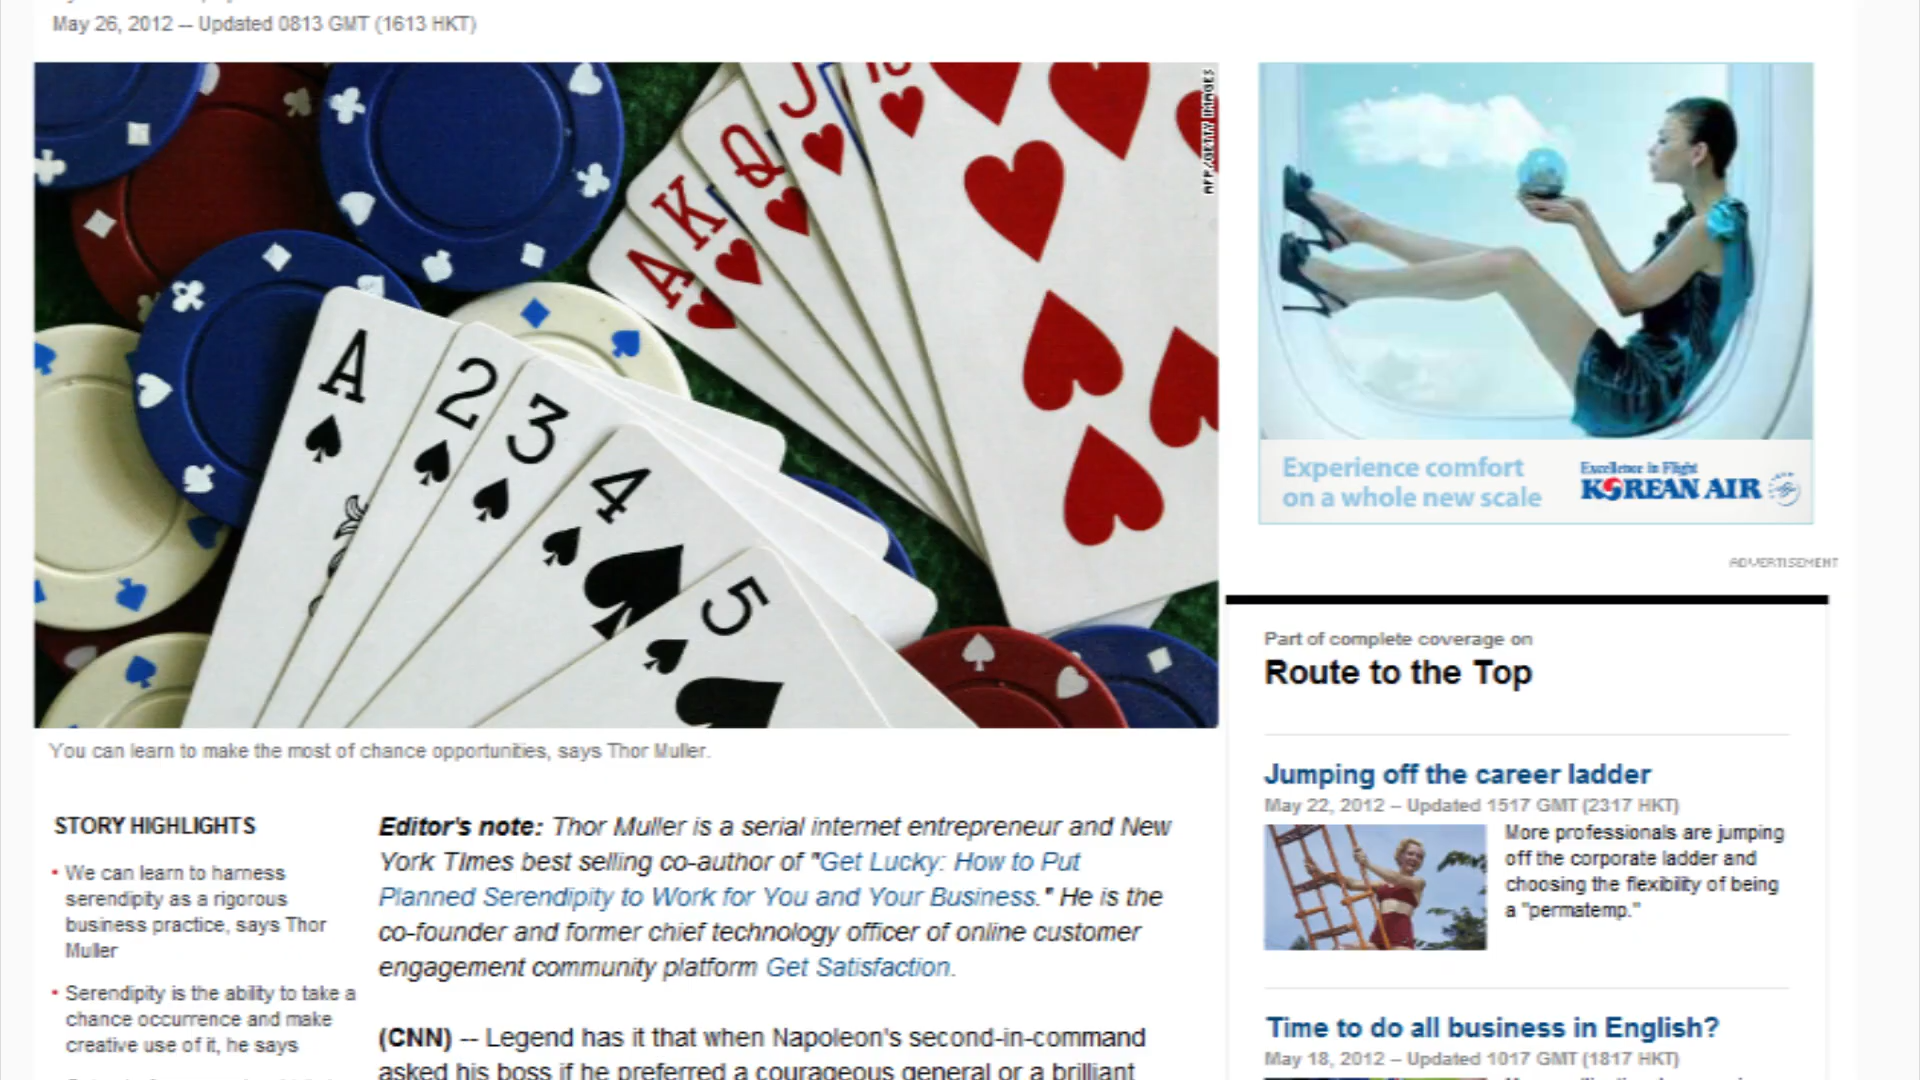 May 26, 2012 -- Updated 0813 GMT (1613 HKT)
AFP/GETTY IMAGES
A
K
Q
J
10
A
2
3
4
5
You can learn to make the most of chance opportunities, says Thor Muller.
STORY HIGHLIGHTS
• We can learn to harness
serendipity as a rigorous
business practice, says Thor
Muller
• Serendipity is the ability to take a
chance occurrence and make
creative use of it, he says
Editor's note: Thor Muller is a serial internet entrepreneur and New
York TImes best selling co-author of "Get Lucky: How to Put
Planned Serendipity to Work for You and Your Business." He is the
co-founder and former chief technology officer of online customer
engagement community platform Get Satisfaction.
(CNN) -- Legend has it that when Napoleon's second-in-command
asked his boss if he preferred a courageous general or a brilliant
Experience comfort
on a whole new scale
Excellence in Flight
KOREAN AIR
ADVERTISEMENT
Part of complete coverage on
Route to the Top
Jumping off the career ladder
May 22, 2012 -- Updated 1517 GMT (2317 HKT)
More professionals are jumping
off the corporate ladder and
choosing the flexibility of being
a "permatemp."
Time to do all business in English?
May 18, 2012 -- Updated 1017 GMT (1817 HKT)